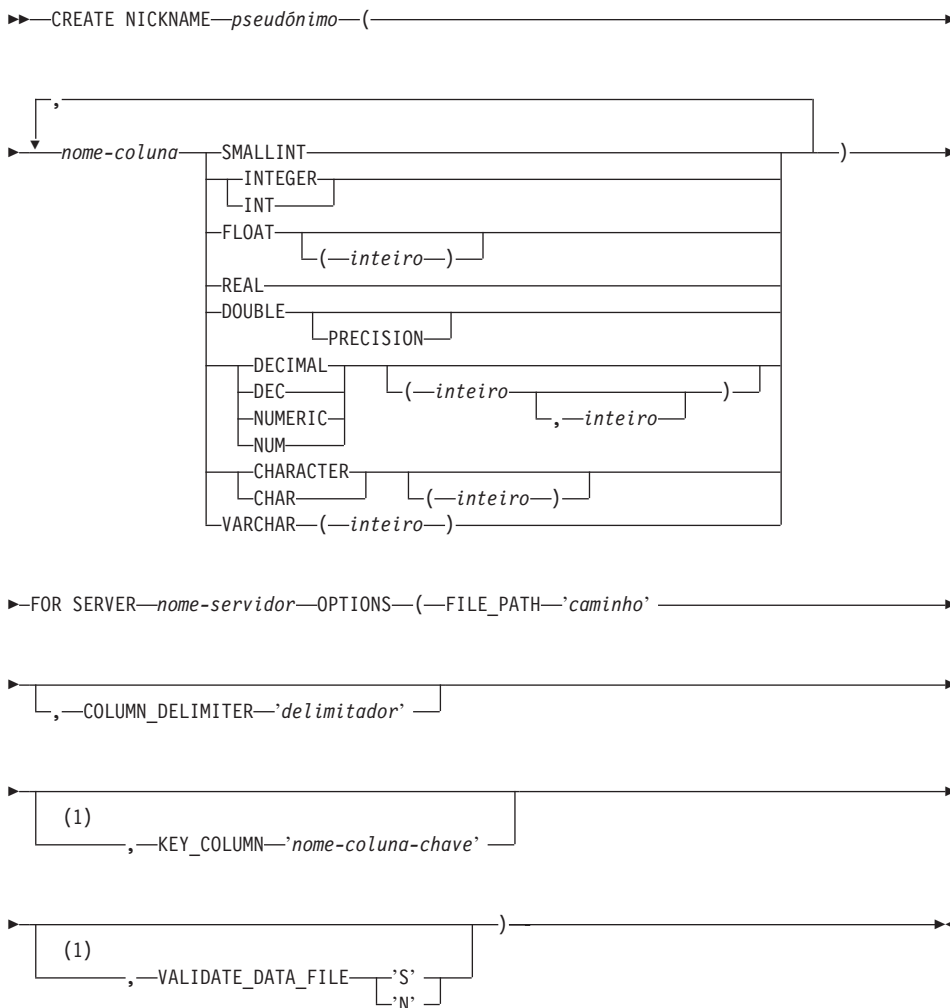 CREATE NICKNAME pseudónimo (
,
nome-coluna SMALLINT )
INTEGER
INT
FLOAT
( inteiro )
REAL
DOUBLE
PRECISION
DECIMAL
DEC ( inteiro )
NUMERIC , inteiro
NUM
CHARACTER
CHAR ( inteiro )
VARCHAR ( inteiro )
FOR SERVER nome-servidor OPTIONS ( FILE_PATH 'caminho'
, COLUMN_DELIMITER 'delimitador'
(1)
, KEY_COLUMN 'nome-coluna-chave'
)
(1)
, VALIDATE_DATA_FILE 'S'
'N'